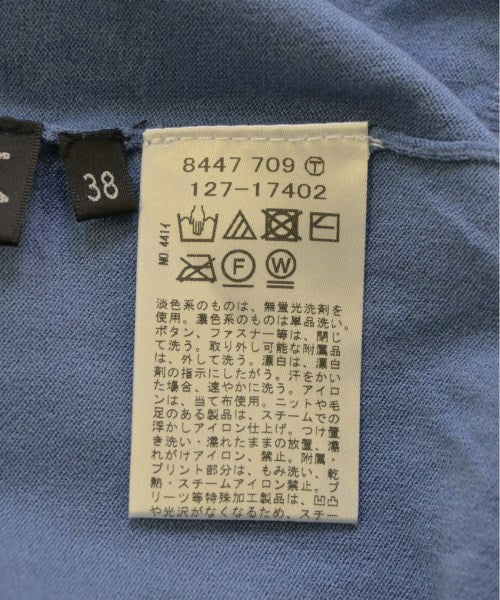 38
8447 709 Ⓣ
127-17402
NO.4414
F
W
淡色系のものは、無蛍光洗剤を
使用。濃色系のものは単品洗い。
ボタン、ファスナー等は、閉じ
て洗う。取り外し可能な附属品
は、外して洗う。漂白は、漂白
剤の指示にしたがう。汗をかい
た場合、速やかに洗う。アイロ
ンは、当て布使用。ニットや毛
足のある製品は、スチームでの
浮かしアイロン仕上げ。つけ置
き洗い・濡れたままの放置、濡
れがけアイロン、禁止。附属・
プリント部分は、もみ洗い、乾
熱・スチームアイロン禁止。プ
リーツ等特殊加工製品は、凹凸
や光沢がなくなるため、スチー